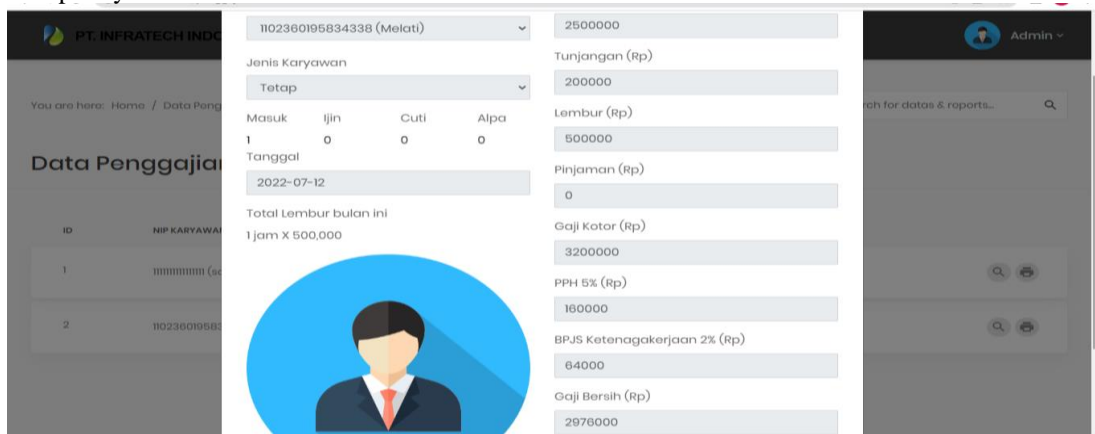 PT. INFRATECH INDO
Admin
You are here: Home / Data Peng
rch for datas & reports...
Data Penggajian
ID
NIP KARYAWAN
1
2
1102360195834338 (Melati)
Jenis Karyawan
Tetap
Masuk Ijin Cuti Alpa
1 0 0 0
Tanggal
2022-07-12
Total Lembur bulan ini
1 jam X 500,000
2500000
Tunjangan (Rp)
200000
Lembur (Rp)
500000
Pinjaman (Rp)
0
Gaji Kotor (Rp)
3200000
PPH 5% (Rp)
160000
BPJS Ketenagakerjaan 2% (Rp)
64000
Gaji Bersih (Rp)
2976000